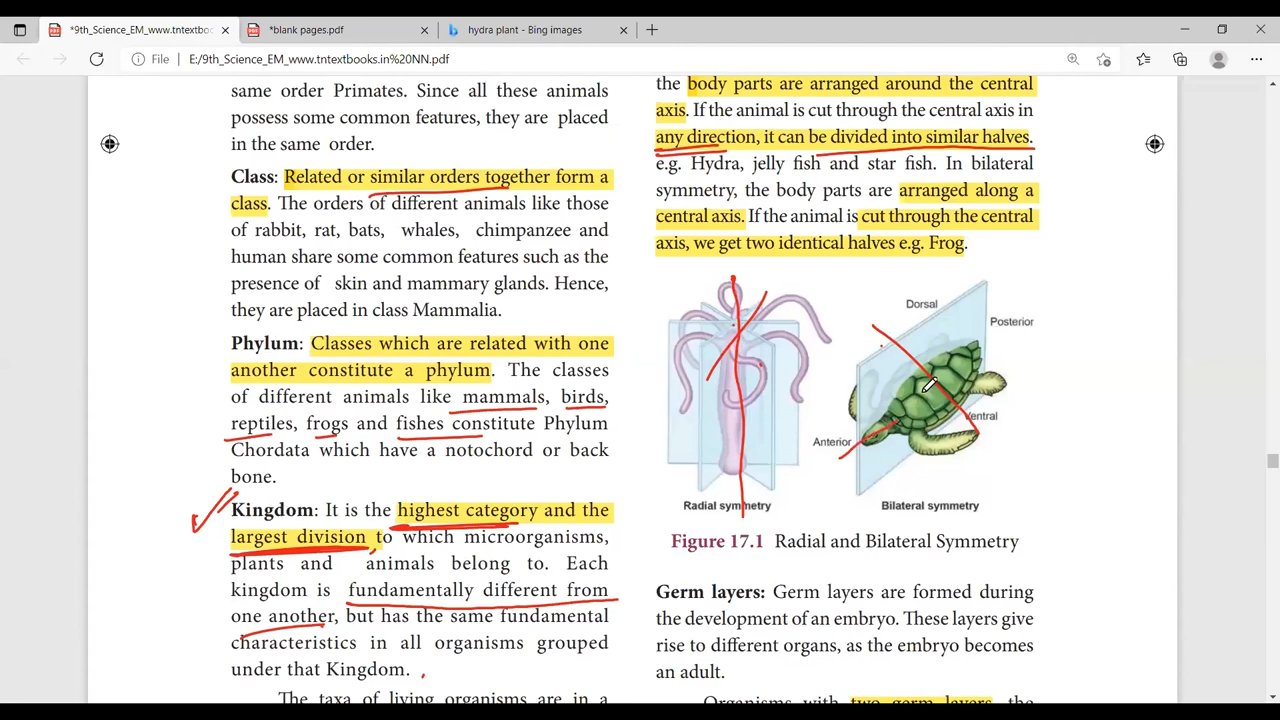 *9th_Science_EM_www.tntextboo
*blank pages.pdf
hydra plant - Bing images
File
E:/9th_Science_EM_www.tntextbooks.in%20NN.pdf
same order Primates. Since all these animals
possess some common features, they are placed
in the same order.
Class: Related or similar orders together form a
class. The orders of different animals like those
of rabbit, rat, bats, whales, chimpanzee and
human share some common features such as the
presence of skin and mammary glands. Hence,
they are placed in class Mammalia.
Phylum: Classes which are related with one
another constitute a phylum. The classes
of different animals like mammals, birds,
reptiles, frogs and fishes constitute Phylum
Chordata which have a notochord or back
bone.
Kingdom: It is the highest category and the
largest division to which microorganisms,
plants and animals belong to. Each
kingdom is fundamentally different from
one another, but has the same fundamental
characteristics in all organisms grouped
under that Kingdom.
The taxa of living organisms are in a
the body parts are arranged around the central
axis. If the animal is cut through the central axis in
any direction, it can be divided into similar halves.
e.g. Hydra, jelly fish and star fish. In bilateral
symmetry, the body parts are arranged along a
central axis. If the animal is cut through the central
axis, we get two identical halves e.g. Frog.
Dorsal
Posterior
Ventral
Anterior
Radial symmetry
Bilateral symmetry
Figure 17.1 Radial and Bilateral Symmetry
Germ layers: Germ layers are formed during
the development of an embryo. These layers give
rise to different organs, as the embryo becomes
an adult.
Organisms with two germ layers, the